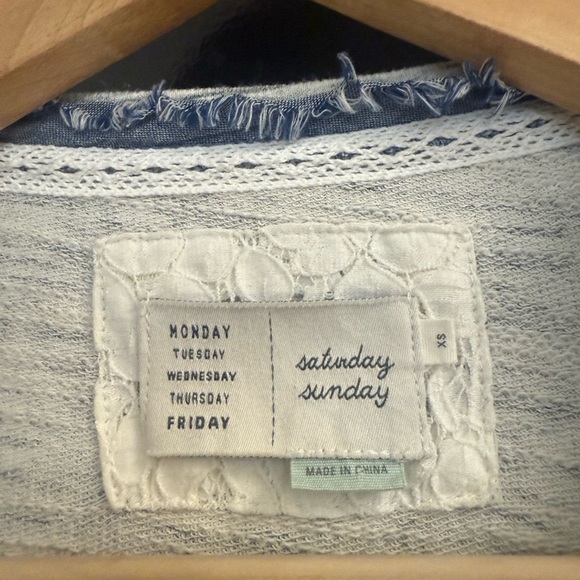 MONDAY
TUESDAY
WEDNESDAY
THURSDAY
FRIDAY
saturday
sunday
XS
MADE IN CHINA